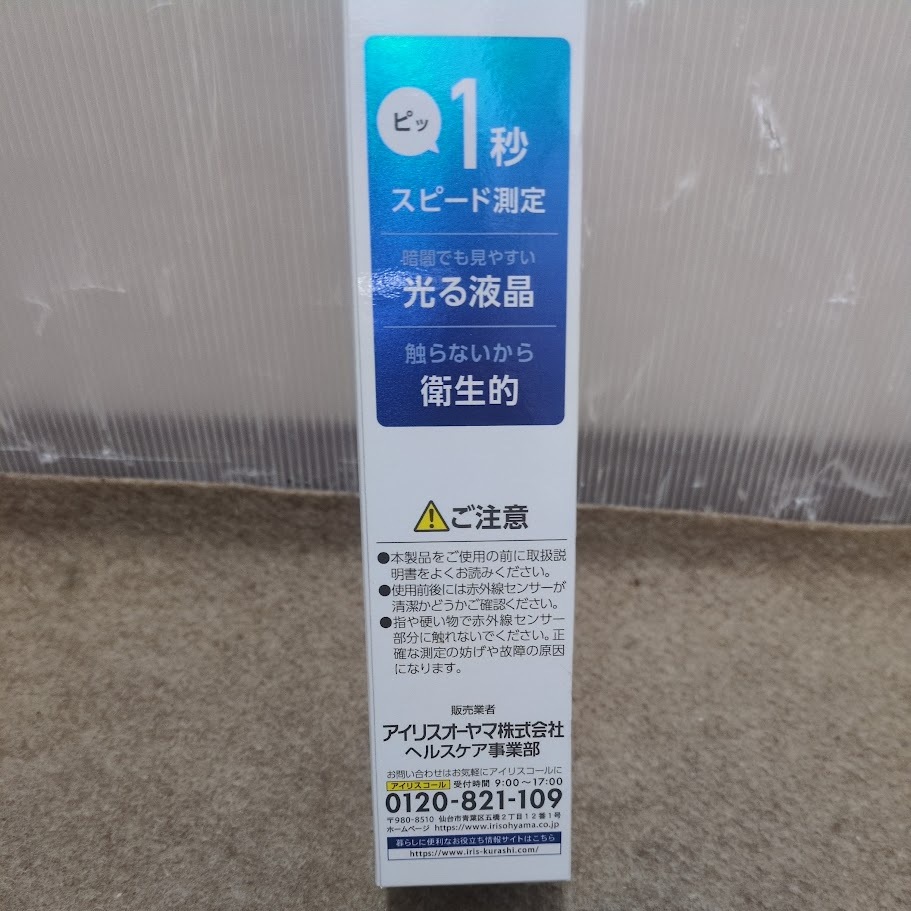 ピッ
1秒
スピード測定
暗闇でも見やすい
光る液晶
触らないから
衛生的
ご注意
●本製品をご使用の前に取扱説
明書をよくお読みください。
●使用前後には赤外線センサーが
清潔かどうかご確認ください。
●指や硬い物で赤外線センサー
部分に触れないでください。正
確な測定の妨げや故障の原因
になります。
販売業者
アイリスオーヤマ株式会社
ヘルスケア事業部
お問い合わせはお気軽にアイリスコールに
アイリスコール 受付時間 9:00～17:00
0120-821-109
〒980-8510 仙台市青葉区五橋2丁目12番1号
ホームページ https://www.irisohyama.co.jp
暮らしに便利なお役立ち情報サイトはこちら
https://www.iris-kurashi.com/